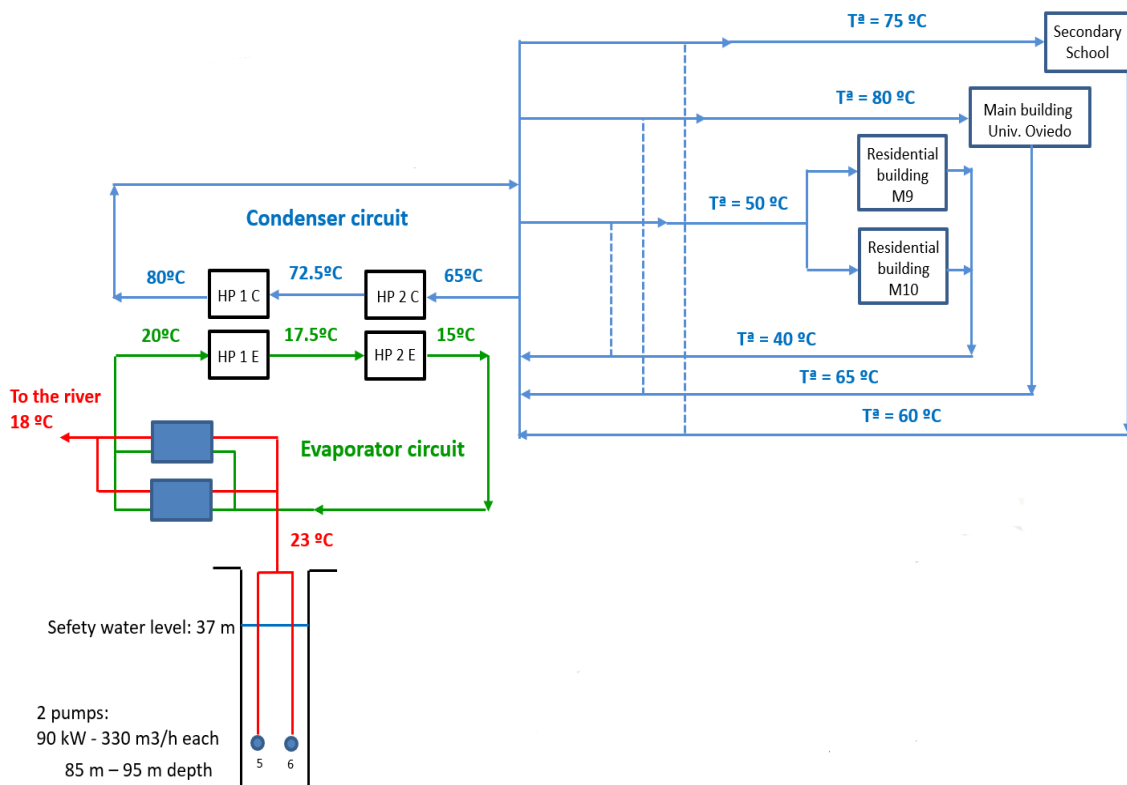 Tª = 75 ºC
Secondary
School
Tª = 80 ºC
Main building
Univ. Oviedo
Residential
building
M9
Tª = 50 ºC
Residential
building
M10
Condenser circuit
80ºC
HP 1 C
72.5ºC
HP 2 C
65ºC
20ºC
HP 1 E
17.5ºC
HP 2 E
15ºC
Tª = 40 ºC
Tª = 65 ºC
Tª = 60 ºC
To the river
18 ºC
Evaporator circuit
23 ºC
Sefety water level: 37 m
2 pumps:
90 kW - 330 m3/h each
85 m – 95 m depth
5
6